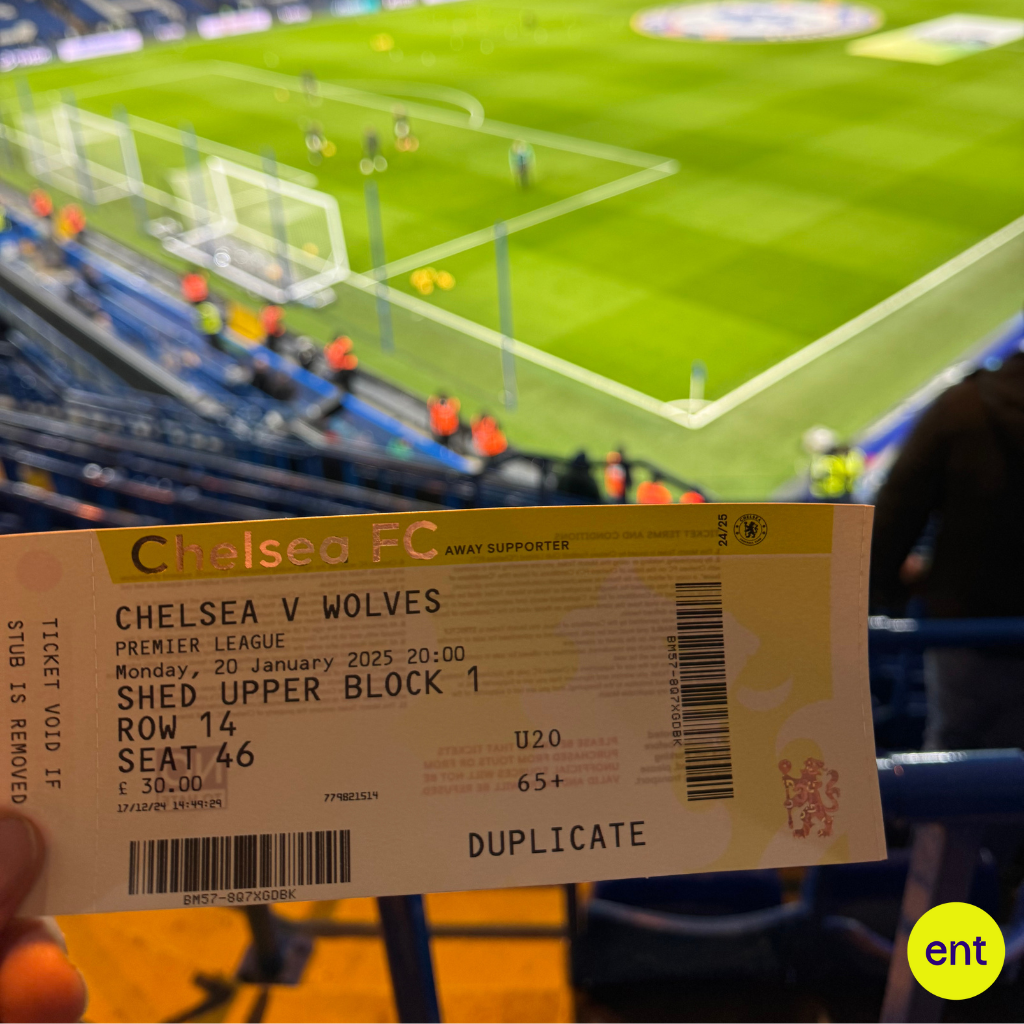 Chelsea FC AWAY SUPPORTER
24/25
CHELSEA V WOLVES
PREMIER LEAGUE
Monday, 20 January 2025 20:00
SHED UPPER BLOCK 1
ROW 14
SEAT 46
£ 30.00
17/12/24 14:49:29
779821514
U20
65+
DUPLICATE
BM57-8Q7XGDBK
BM57-8Q7XGDBK
TICKET VOID IF
STUB IS REMOVED
ent